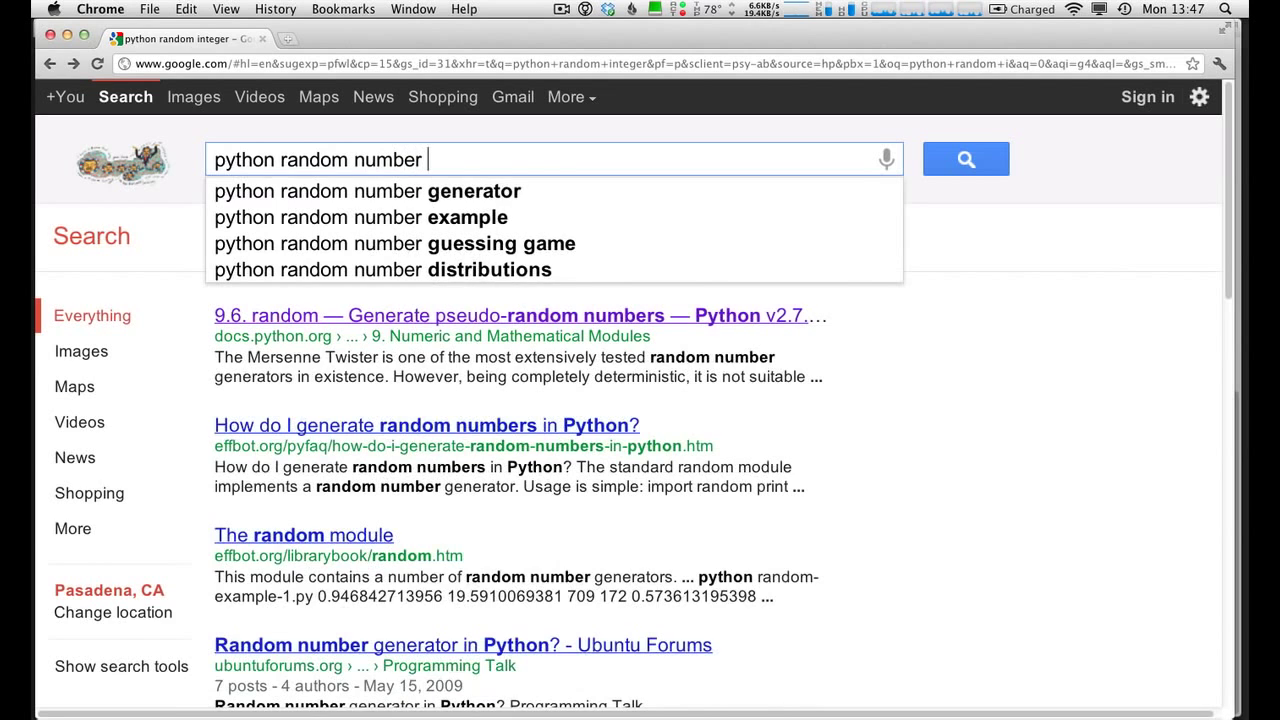 Chrome File Edit View History Bookmarks Window Help 78° 6.6KB/s 19.4KB/s Charged Mon 13:47
python random integer – Go
www.google.com/#hl=en&sugexp=pfwl&cp=15&gs_id=31&xhr=t&q=python+random+integer&pf=p&sclient=psy-ab&source=hp&pbx=1&oq=python+random+i&aq=0&aqi=g4&aql=&gs_sm...
+You Search Images Videos Maps News Shopping Gmail More Sign in
python random number
python random number generator
python random number example
python random number guessing game
python random number distributions
Search
Everything
Images
Maps
Videos
News
Shopping
More
Pasadena, CA
Change location
Show search tools
9.6. random — Generate pseudo-random numbers — Python v2.7....
docs.python.org › ... › 9. Numeric and Mathematical Modules
The Mersenne Twister is one of the most extensively tested random number
generators in existence. However, being completely deterministic, it is not suitable ...
How do I generate random numbers in Python?
effbot.org/pyfaq/how-do-i-generate-random-numbers-in-python.htm
How do I generate random numbers in Python? The standard random module
implements a random number generator. Usage is simple: import random print ...
The random module
effbot.org/librarybook/random.htm
This module contains a number of random number generators. ... python random-
example-1.py 0.946842713956 19.5910069381 709 172 0.573613195398 ...
Random number generator in Python? - Ubuntu Forums
ubuntuforums.org › ... › Programming Talk
7 posts - 4 authors - May 15, 2009
Random number generator in Python? Programming Talk